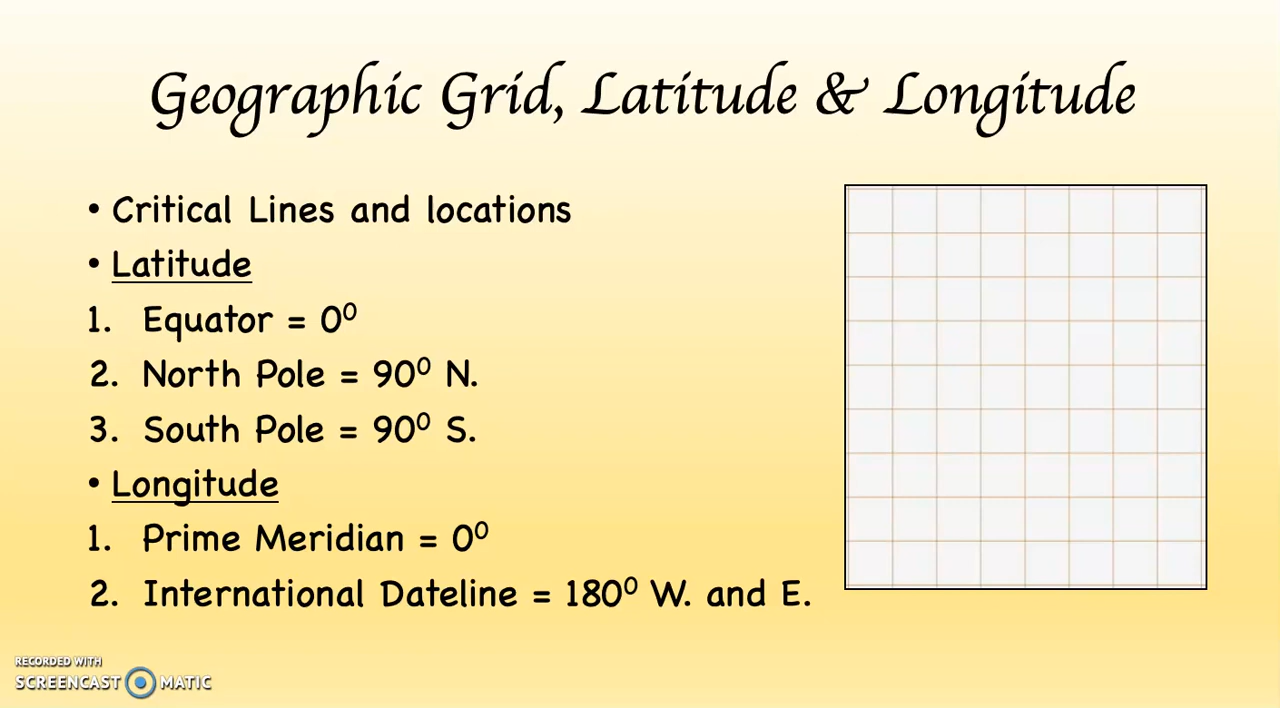 Geographic Grid, Latitude & Longitude
• Critical Lines and locations
• Latitude
1. Equator = 0⁰
2. North Pole = 90⁰ N.
3. South Pole = 90⁰ S.
• Longitude
1. Prime Meridian = 0⁰
2. International Dateline = 180⁰ W. and E.
RECORDED WITH
SCREENCAST MATIC